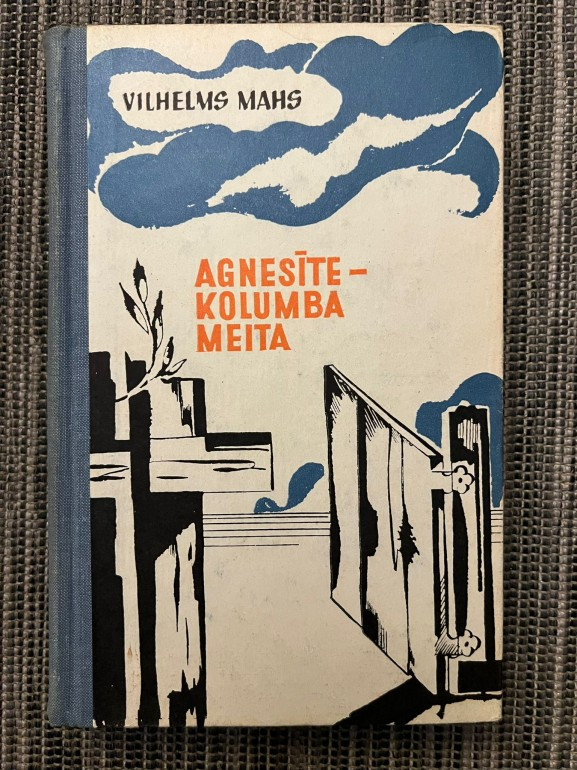 VILHELMS MAHS
AGNESĪTE –
KOLUMBA
MEITA